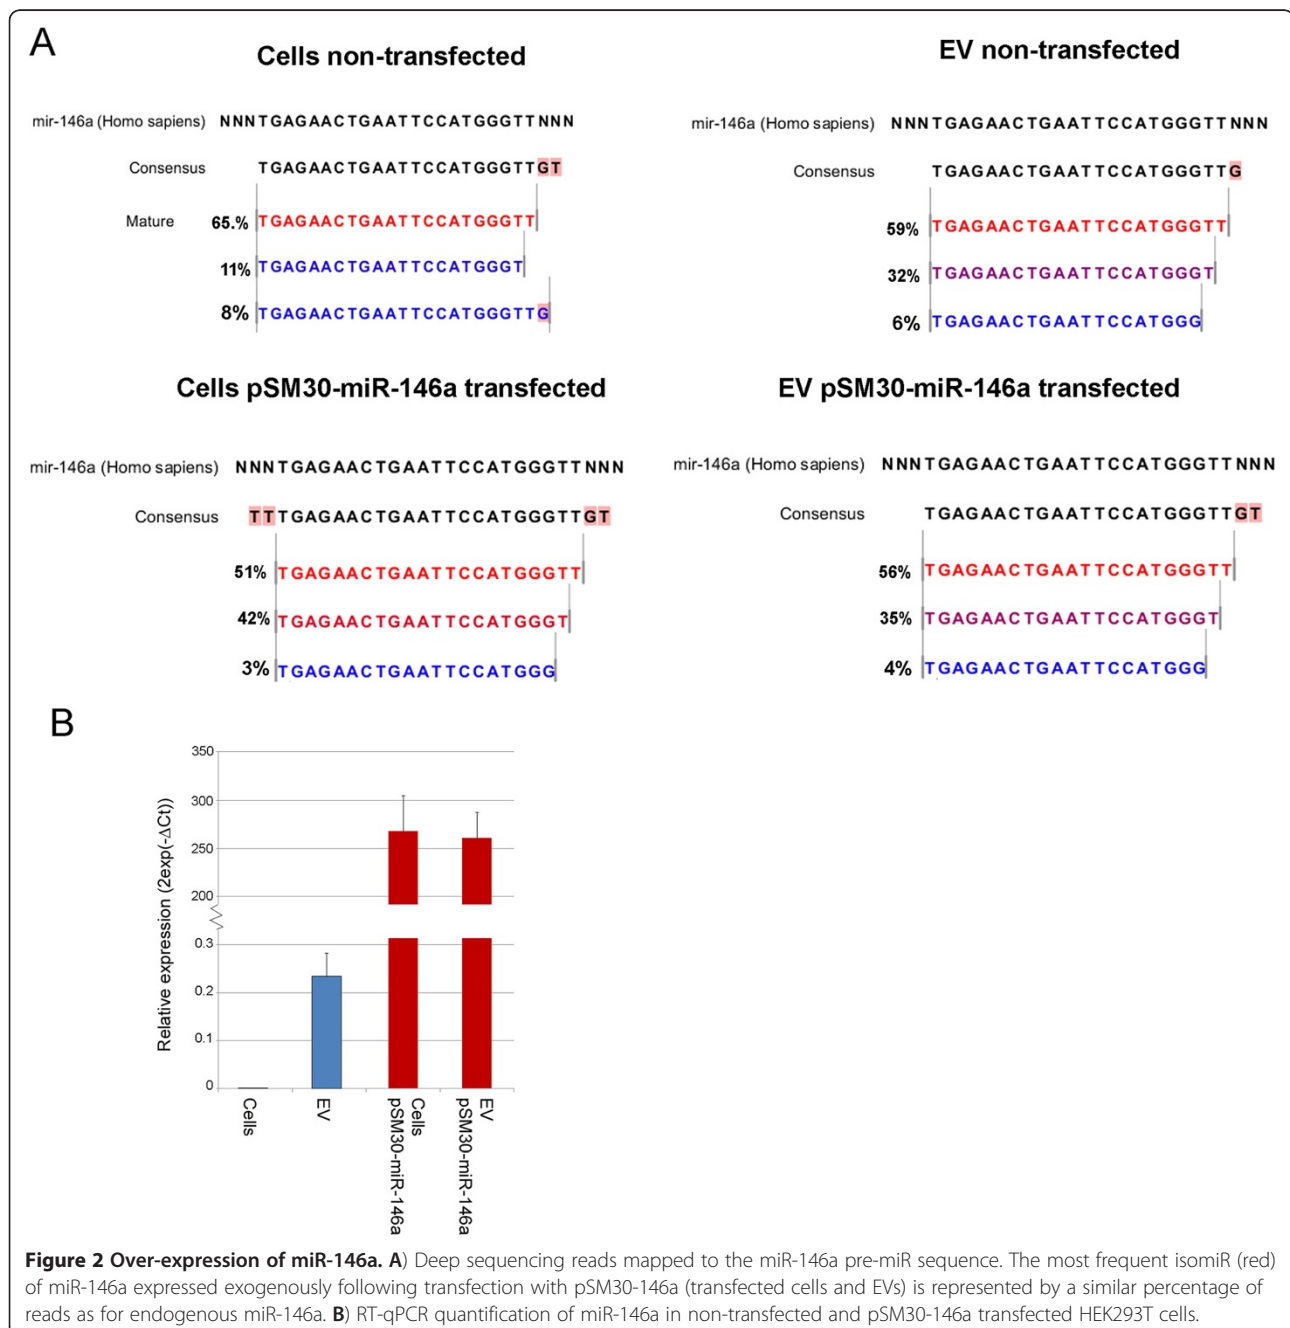 A
Cells non-transfected
mir-146a (Homo sapiens) NNNTGAGAACTGAATTCCATGGGTTNNN
Consensus TGAGAACTGAATTCCATGGGTTGT
Mature 65.% TGAGAACTGAATTCCATGGGTT
11% TGAGAACTGAATTCCATGGGT
8% TGAGAACTGAATTCCATGGGTTG
EV non-transfected
mir-146a (Homo sapiens) NNNTGAGAACTGAATTCCATGGGTTNNN
Consensus TGAGAACTGAATTCCATGGGTTG
59% TGAGAACTGAATTCCATGGGTT
32% TGAGAACTGAATTCCATGGGT
6% TGAGAACTGAATTCCATGGG
Cells pSM30-miR-146a transfected
mir-146a (Homo sapiens) NNNTGAGAACTGAATTCCATGGGTTNNN
Consensus TTTGAGAACTGAATTCCATGGGTTGT
51% TGAGAACTGAATTCCATGGGTT
42% TGAGAACTGAATTCCATGGGT
3% TGAGAACTGAATTCCATGGG
EV pSM30-miR-146a transfected
mir-146a (Homo sapiens) NNNTGAGAACTGAATTCCATGGGTTNNN
Consensus TGAGAACTGAATTCCATGGGTTGT
56% TGAGAACTGAATTCCATGGGTT
35% TGAGAACTGAATTCCATGGGT
4% TGAGAACTGAATTCCATGGG
B
Relative expression (2exp(-ΔCt))
350
300
250
200
0.3
0.2
0.1
0
Cells
EV
Cells
pSM30-miR-146a
EV
pSM30-miR-146a
Figure 2 Over-expression of miR-146a. A) Deep sequencing reads mapped to the miR-146a pre-miR sequence. The most frequent isomiR (red)
of miR-146a expressed exogenously following transfection with pSM30-146a (transfected cells and EVs) is represented by a similar percentage of
reads as for endogenous miR-146a. B) RT-qPCR quantification of miR-146a in non-transfected and pSM30-146a transfected HEK293T cells.